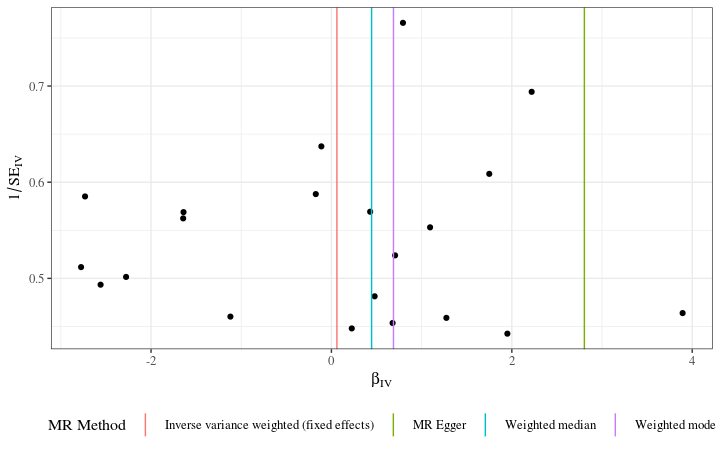 0.7
0.6
0.5
1/SE_IV
-2 0 2 4
β_IV
MR Method Inverse variance weighted (fixed effects) MR Egger Weighted median Weighted mode